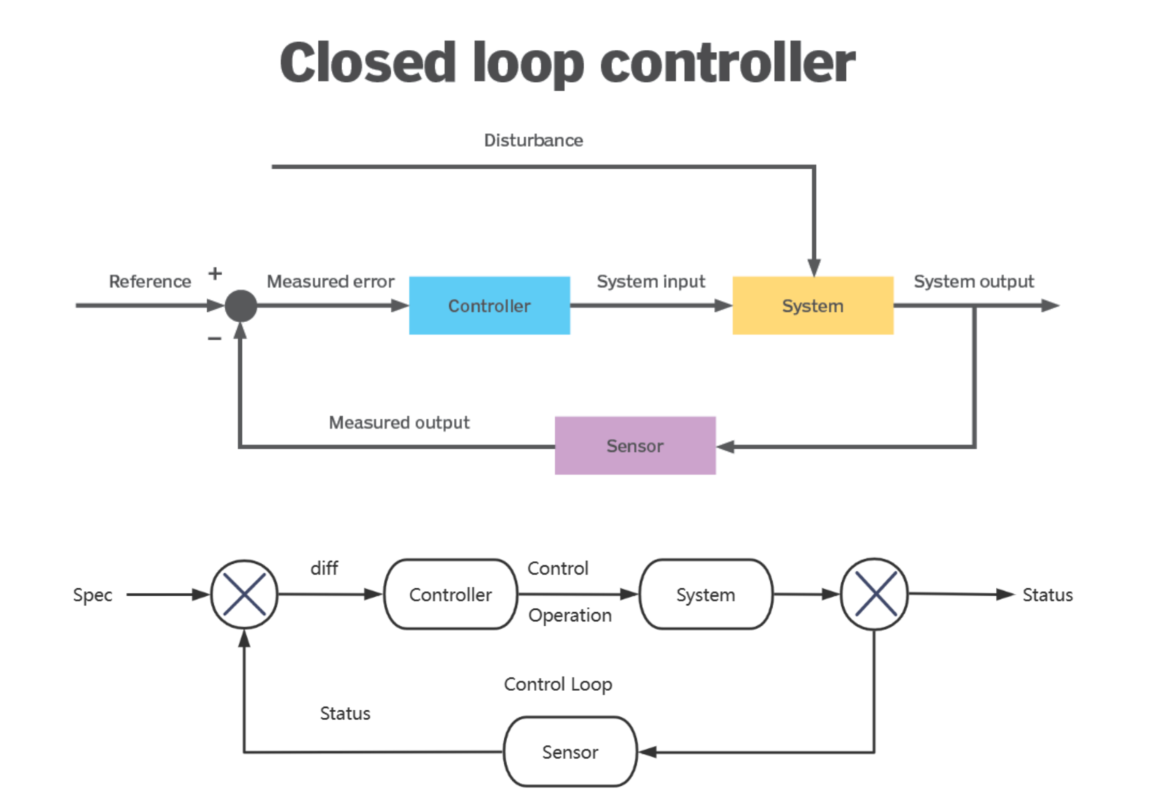 Closed loop controller
Disturbance
Reference
+
Measured error
Controller
System input
System
System output
−
Measured output
Sensor
Spec
diff
Controller
Control
Operation
System
Status
Control Loop
Status
Sensor